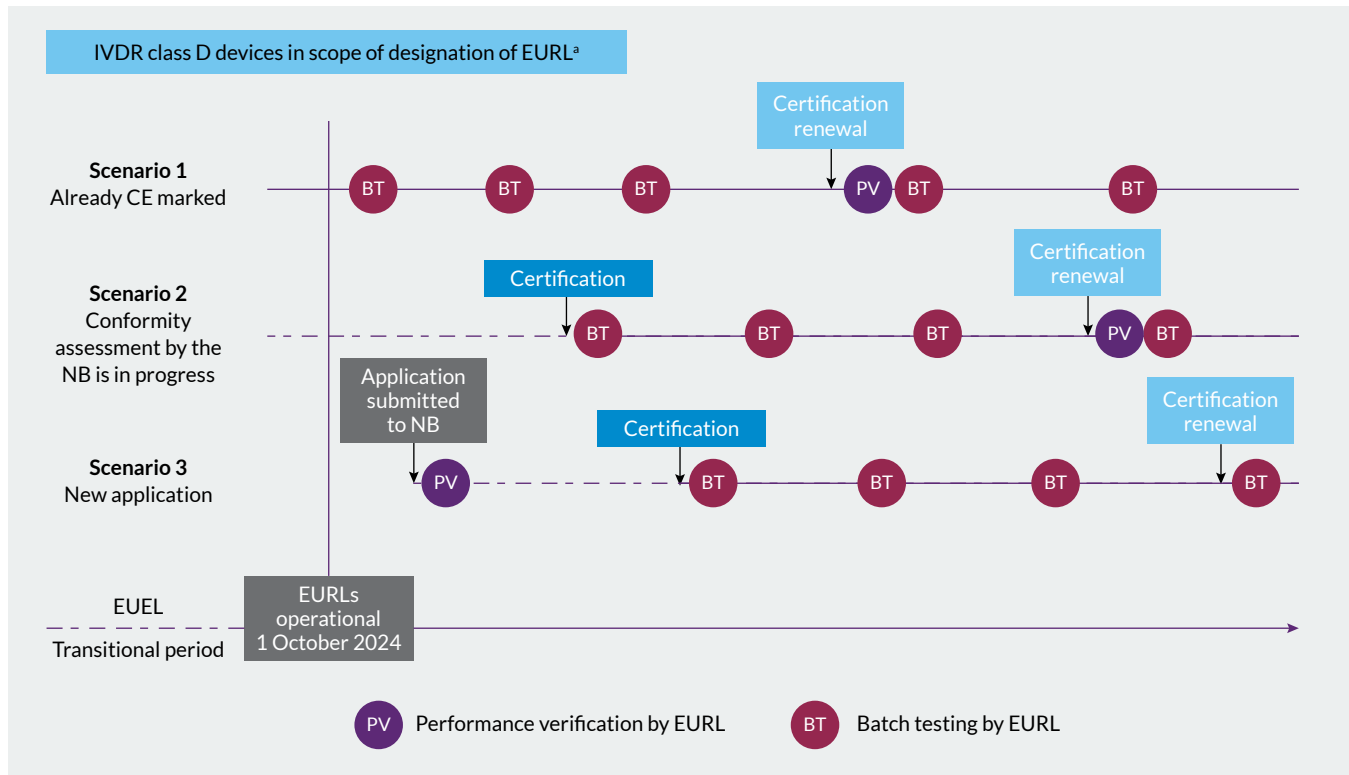 IVDR class D devices in scope of designation of EURLa
Certification
renewal
Scenario 1
Already CE marked
BT
BT
BT
PV
BT
BT
Certification
renewal
Certification
Scenario 2
Conformity
assessment by the
NB is in progress
BT
BT
BT
PV
BT
Application
submitted
to NB
Certification
Certification
renewal
Scenario 3
New application
PV
BT
BT
BT
BT
EUEL
Transitional period
EURLs
operational
1 October 2024
PV Performance verification by EURL
BT Batch testing by EURL